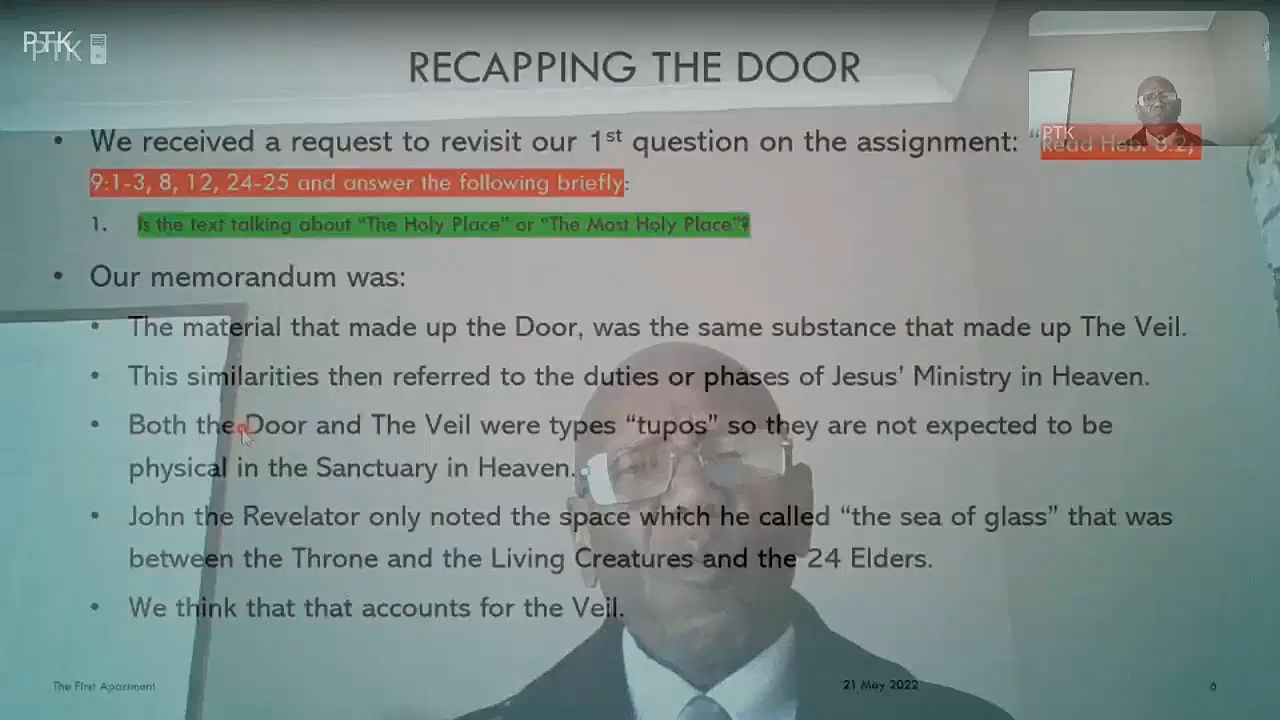 PTK
PTK
RECAPPING THE DOOR
PTK
• We received a request to revisit our 1st question on the assignment: "Read Heb. 8:2,
9:1-3, 8, 12, 24-25 and answer the following briefly:
1. Is the text talking about "The Holy Place" or "The Most Holy Place"?
• Our memorandum was:
• The material that made up the Door, was the same substance that made up The Veil.
• This similarities then referred to the duties or phases of Jesus' Ministry in Heaven.
• Both the Door and The Veil were types "tupos" so they are not expected to be
physical in the Sanctuary in Heaven.
• John the Revelator only noted the space which he called "the sea of glass" that was
between the Throne and the Living Creatures and the 24 Elders.
• We think that that accounts for the Veil.
The First Apartment
21 May 2022
6